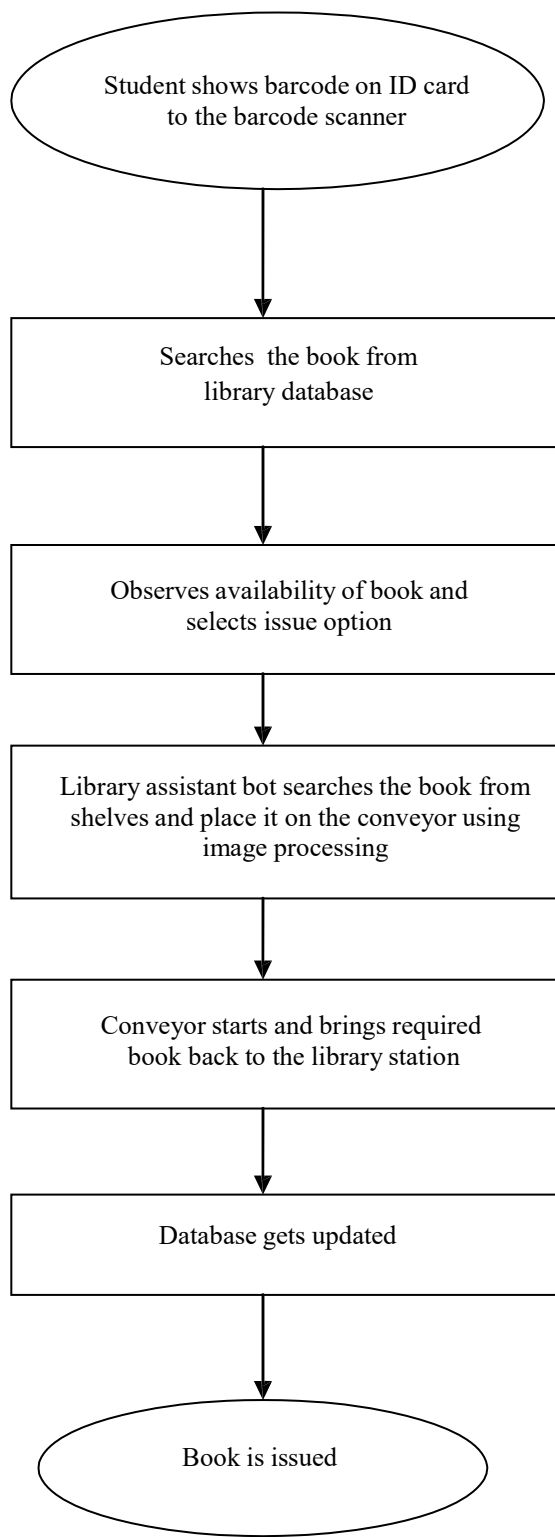 Student shows barcode on ID card
to the barcode scanner
Searches the book from
library database
Observes availability of book and
selects issue option
Library assistant bot searches the book from
shelves and place it on the conveyor using
image processing
Conveyor starts and brings required
book back to the library station
Database gets updated
Book is issued